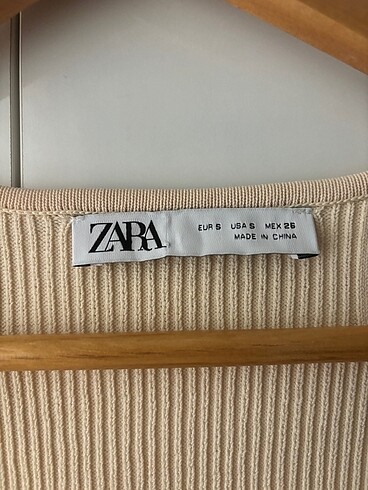 ZARA
EUR S USA S MEX 26
MADE IN CHINA